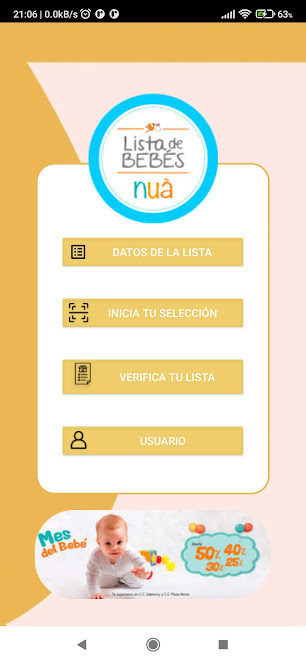 21:06 | 0.0kB/s
63%
Lista de
BEBÉS
nuà
DATOS DE LA LISTA
INICIA TU SELECCIÓN
VERIFICA TU LISTA
USUARIO
Mes
del Bebé
Hasta
50% 40%
30% 25%
Te esperamos en C.C. Salaverry y C.C. Plaza Norte.